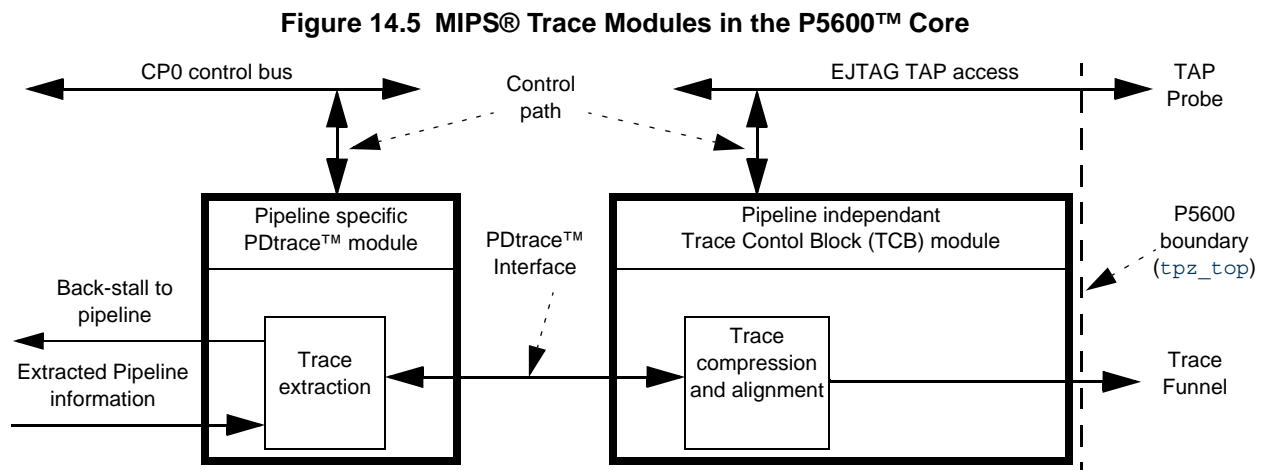 Figure 14.5 MIPS® Trace Modules in the P5600™ Core
CP0 control bus
Control
path
EJTAG TAP access
TAP
Probe
Pipeline specific
PDtrace™ module
PDtrace™
Interface
Pipeline independant
Trace Contol Block (TCB) module
P5600
boundary
(tpz_top)
Back-stall to
pipeline
Extracted Pipeline
information
Trace
extraction
Trace
compression
and alignment
Trace
Funnel